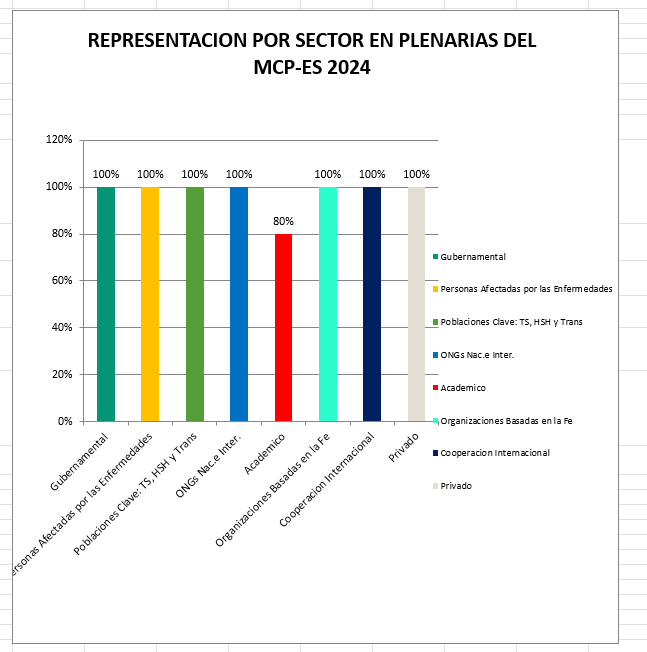 REPRESENTACION POR SECTOR EN PLENARIAS DEL
MCP-ES 2024
120%
100%
80%
60%
40%
20%
0%
100%
100%
100%
100%
80%
100%
100%
100%
Gubernamental
ersonas Afectadas por las Enfermedades
Poblaciones Clave: TS, HSH y Trans
ONGs Nac.e Inter.
Academico
Organizaciones Basadas en la Fe
Cooperacion Internacional
Privado
Gubernamental
Personas Afectadas por las Enfermedades
Poblaciones Clave: TS, HSH y Trans
ONGs Nac.e Inter.
Academico
Organizaciones Basadas en la Fe
Cooperacion Internacional
Privado